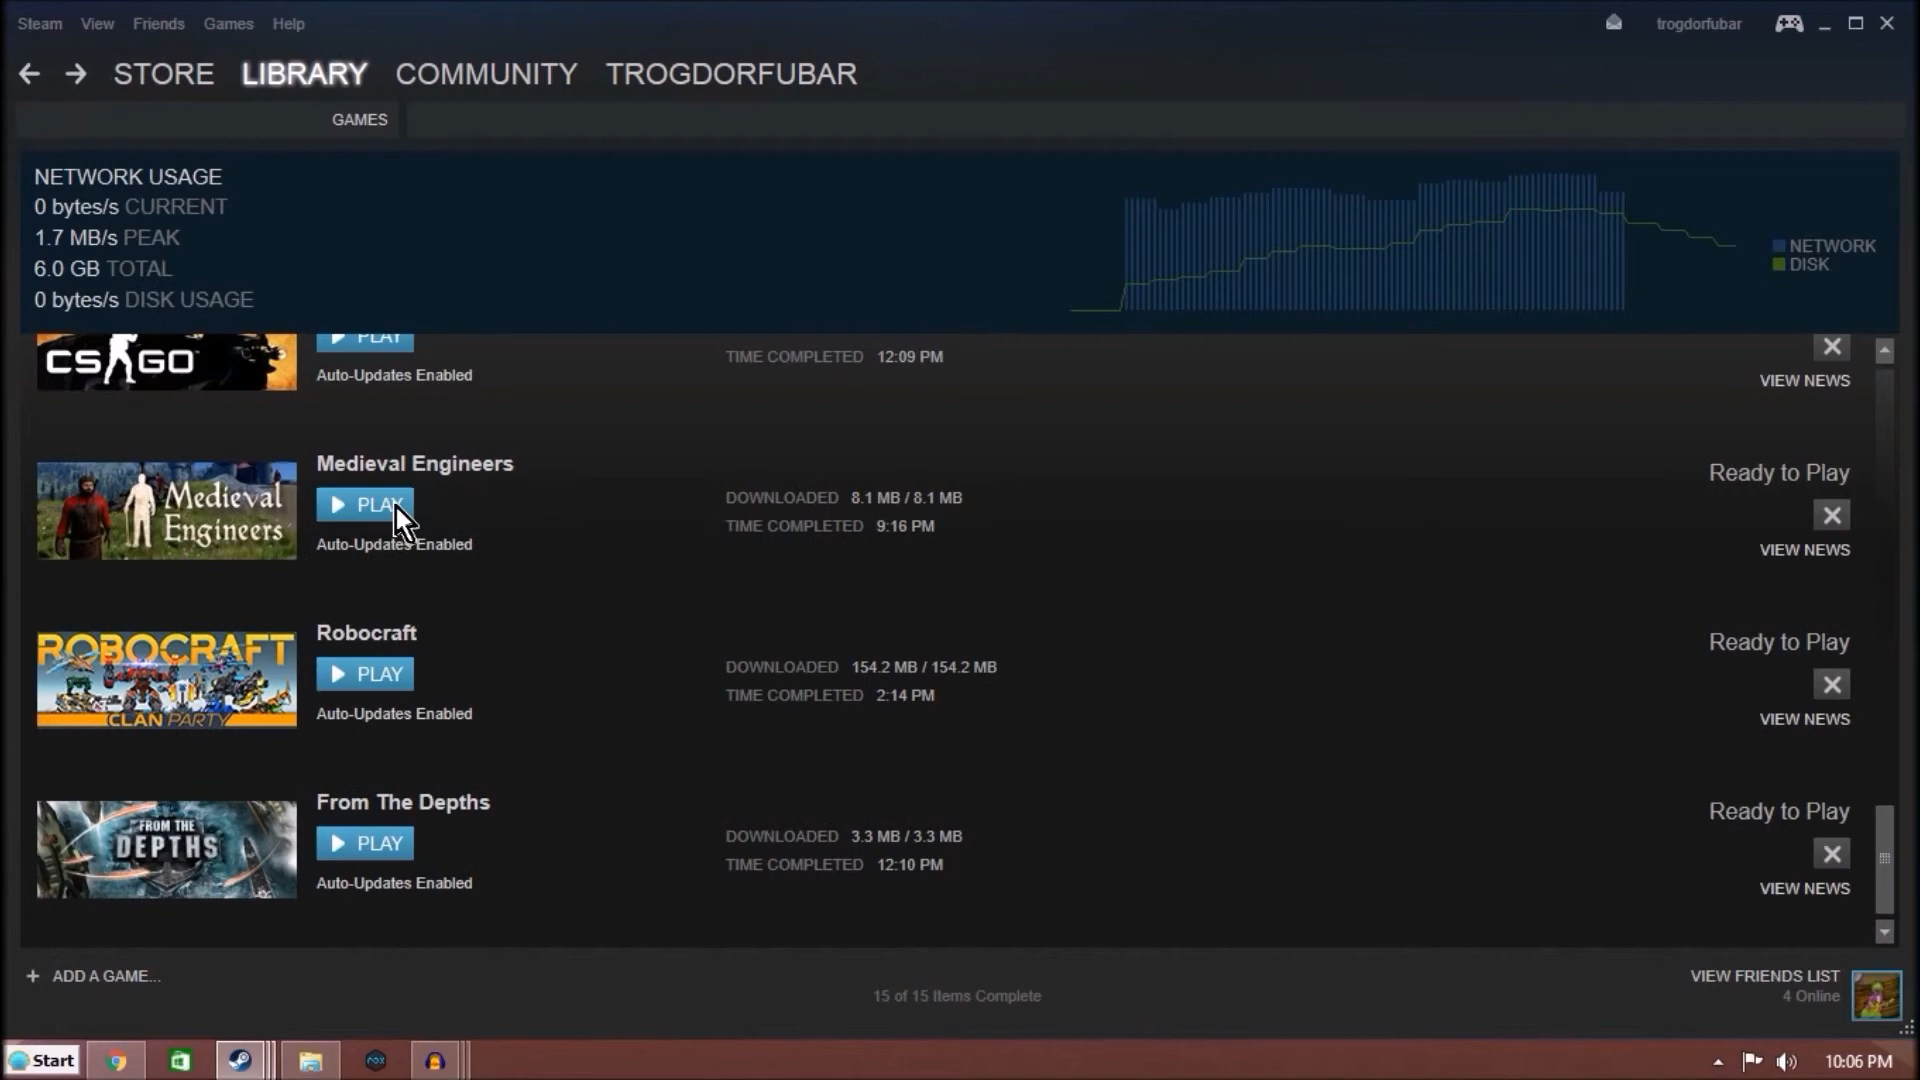 Steam View Friends Games Help trogdorfubar
STORE LIBRARY COMMUNITY TROGDORFUBAR
GAMES
NETWORK USAGE
0 bytes/s CURRENT
1.7 MB/s PEAK
6.0 GB TOTAL
0 bytes/s DISK USAGE
NETWORK
DISK
CS GO
PLAY
Auto-Updates Enabled
TIME COMPLETED 12:09 PM
VIEW NEWS
Medieval Engineers
Medieval
Engineers
PLAY
Auto-Updates Enabled
DOWNLOADED 8.1 MB / 8.1 MB
TIME COMPLETED 9:16 PM
Ready to Play
VIEW NEWS
Robocraft
ROBOCRAFT
CLAN PARTY
PLAY
Auto-Updates Enabled
DOWNLOADED 154.2 MB / 154.2 MB
TIME COMPLETED 2:14 PM
Ready to Play
VIEW NEWS
From The Depths
FROM THE
DEPTHS
PLAY
Auto-Updates Enabled
DOWNLOADED 3.3 MB / 3.3 MB
TIME COMPLETED 12:10 PM
Ready to Play
VIEW NEWS
+ ADD A GAME...
15 of 15 Items Complete
VIEW FRIENDS LIST
4 Online
Start
nox
10:06 PM